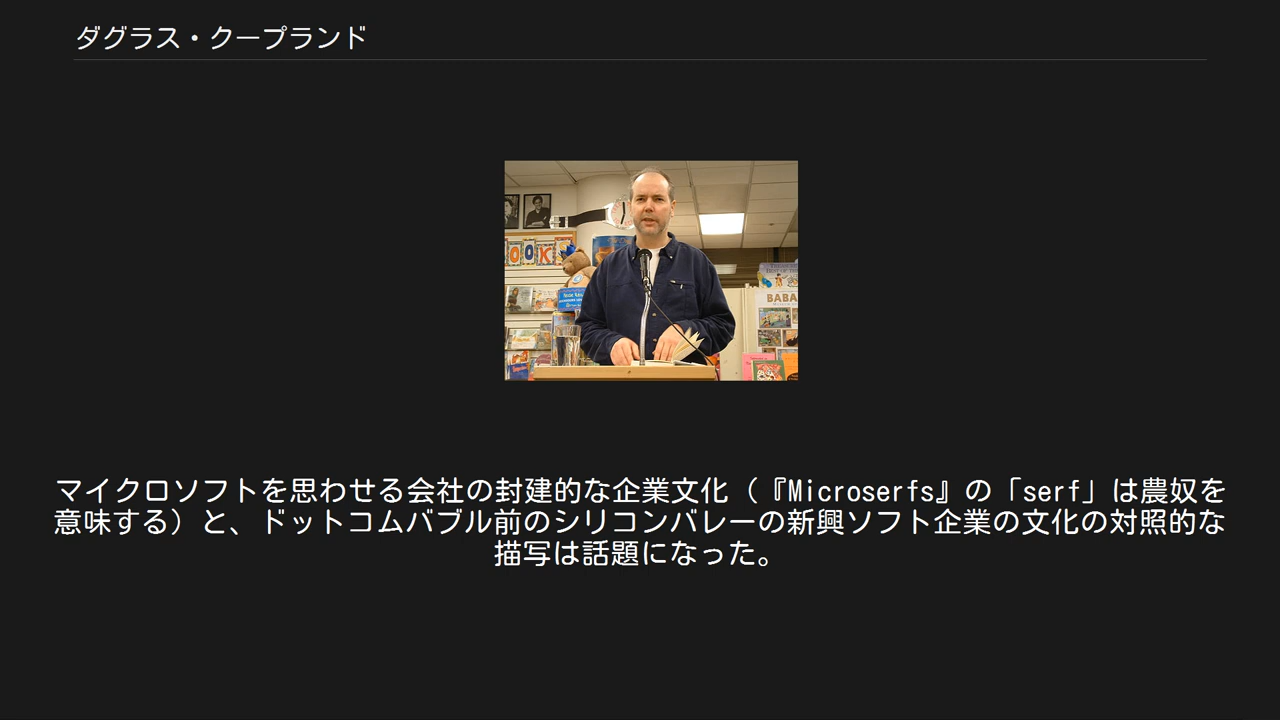 ダグラス・クープランド
OOK
BABA
マイクロソフトを思わせる会社の封建的な企業文化（『Microserfs』の「serf」は農奴を
意味する）と、ドットコムバブル前のシリコンバレーの新興ソフト企業の文化の対照的な
描写は話題になった。